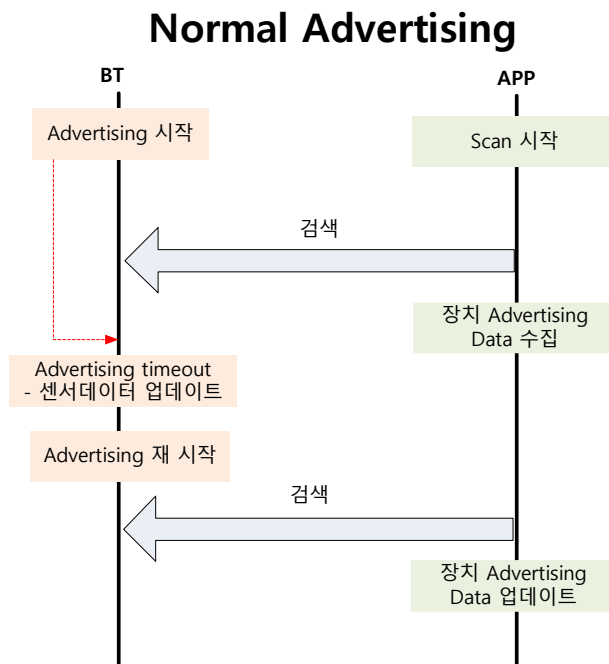 Normal Advertising
BT
APP
Advertising 시작
Scan 시작
검색
장치 Advertising
Data 수집
Advertising timeout
- 센서데이터 업데이트
Advertising 재 시작
검색
장치 Advertising
Data 업데이트